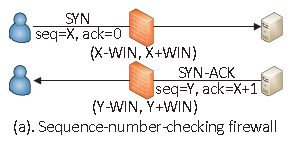 SYN
seq=X, ack=0
(X-WIN, X+WIN)
SYN-ACK
seq=Y, ack=X+1
(Y-WIN, Y+WIN)
(a). Sequence-number-checking firewall